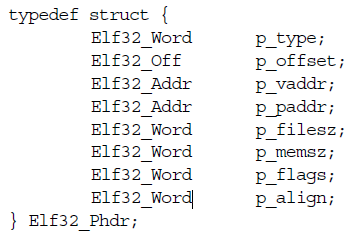 typedef struct {
Elf32_Word p_type;
Elf32_Off p_offset;
Elf32_Addr p_vaddr;
Elf32_Addr p_paddr;
Elf32_Word p_filesz;
Elf32_Word p_memsz;
Elf32_Word p_flags;
Elf32_Word p_align;
} Elf32_Phdr;